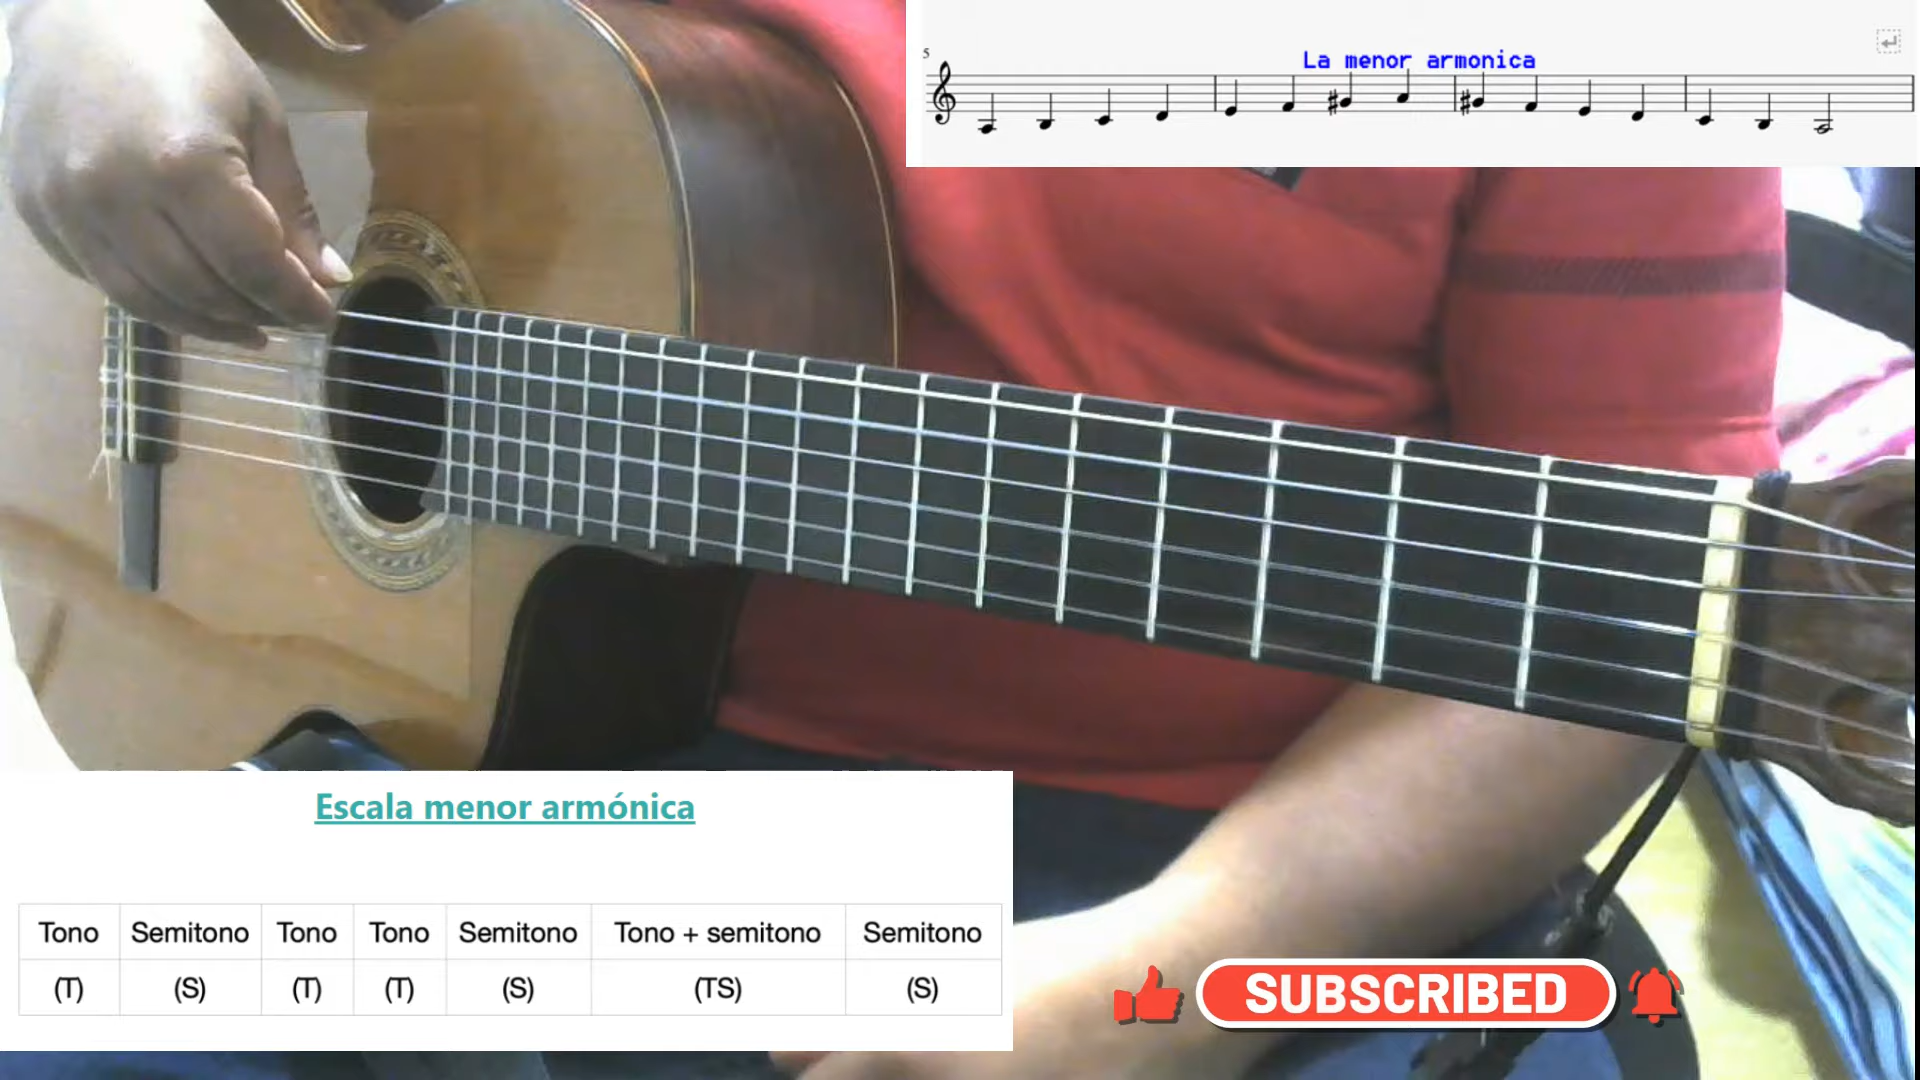 5
La menor armonica
Escala menor armónica
Tono Semitono Tono Tono Semitono Tono + semitono Semitono
(T) (S) (T) (T) (S) (TS) (S)
SUBSCRIBED